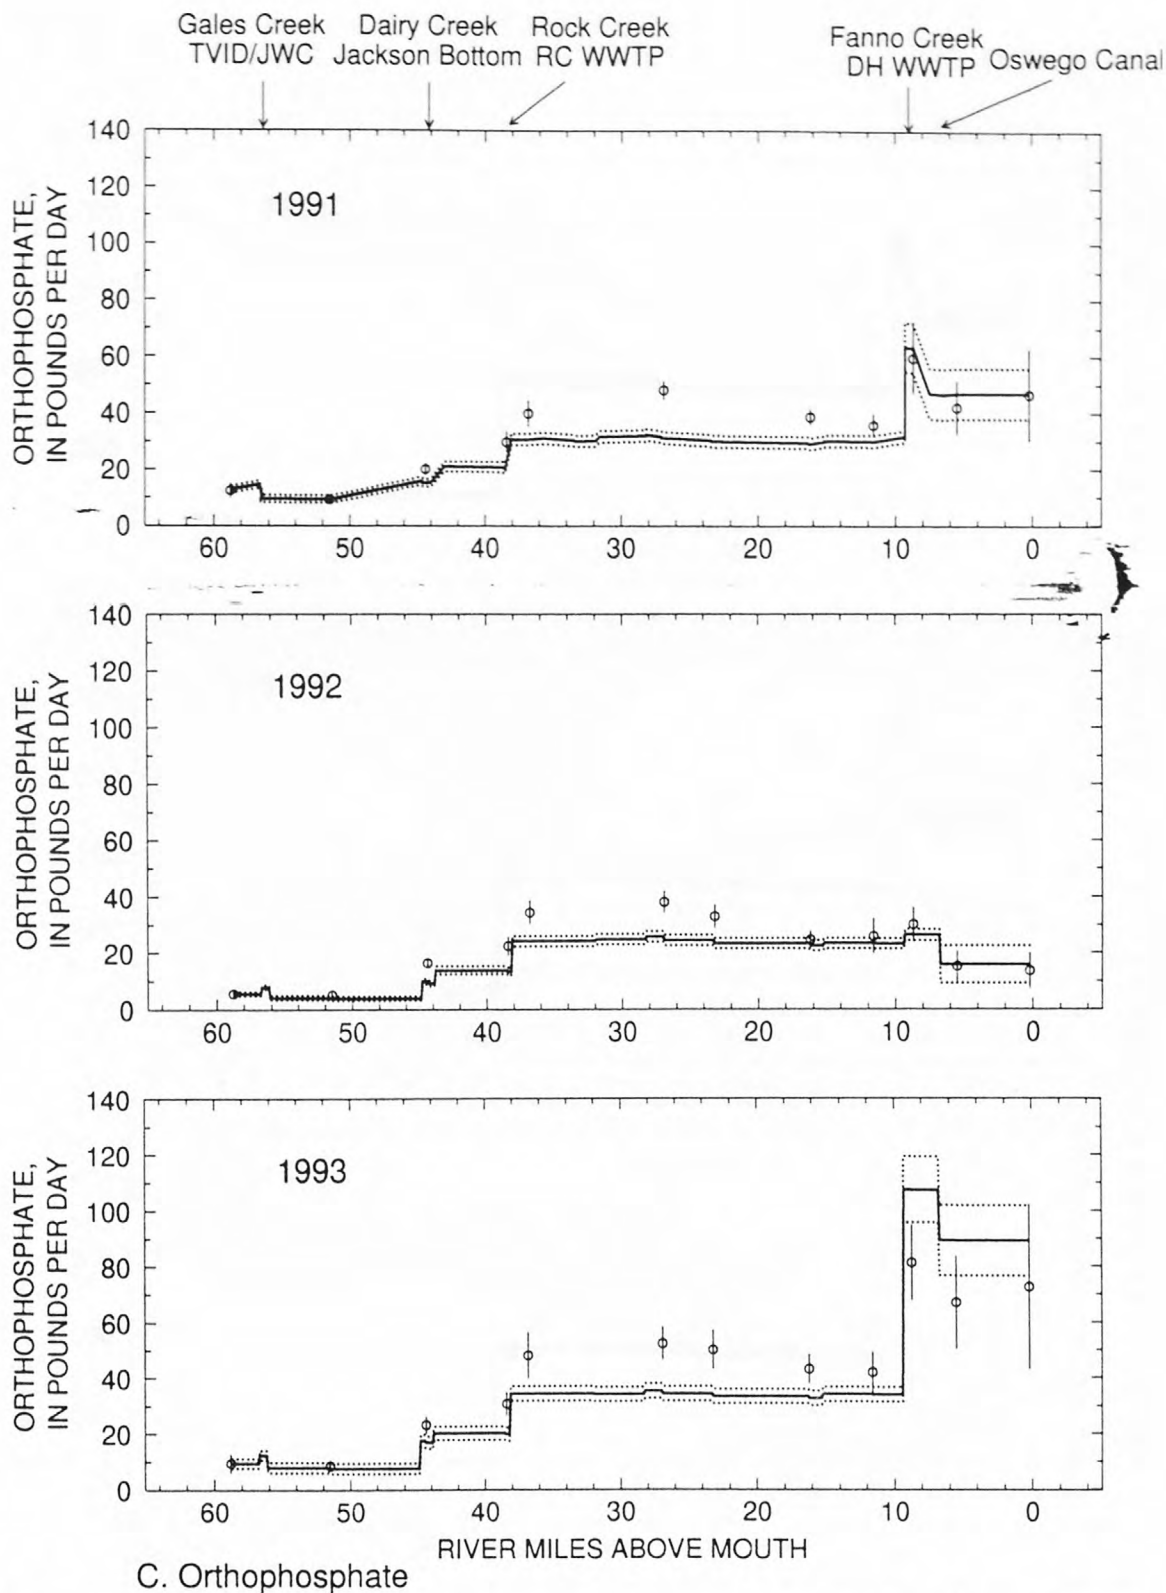 Gales Creek
TVID/JWC
Dairy Creek
Jackson Bottom
Rock Creek
RC WWTP
Fanno Creek
DH WWTP
Oswego Canal
ORTHOPHOSPHATE,
IN POUNDS PER DAY
140
120
100
80
60
40
20
0
1991
60 50 40 30 20 10 0
ORTHOPHOSPHATE,
IN POUNDS PER DAY
140
120
100
80
60
40
20
0
1992
60 50 40 30 20 10 0
ORTHOPHOSPHATE,
IN POUNDS PER DAY
140
120
100
80
60
40
20
0
1993
60 50 40 30 20 10 0
RIVER MILES ABOVE MOUTH
C. Orthophosphate